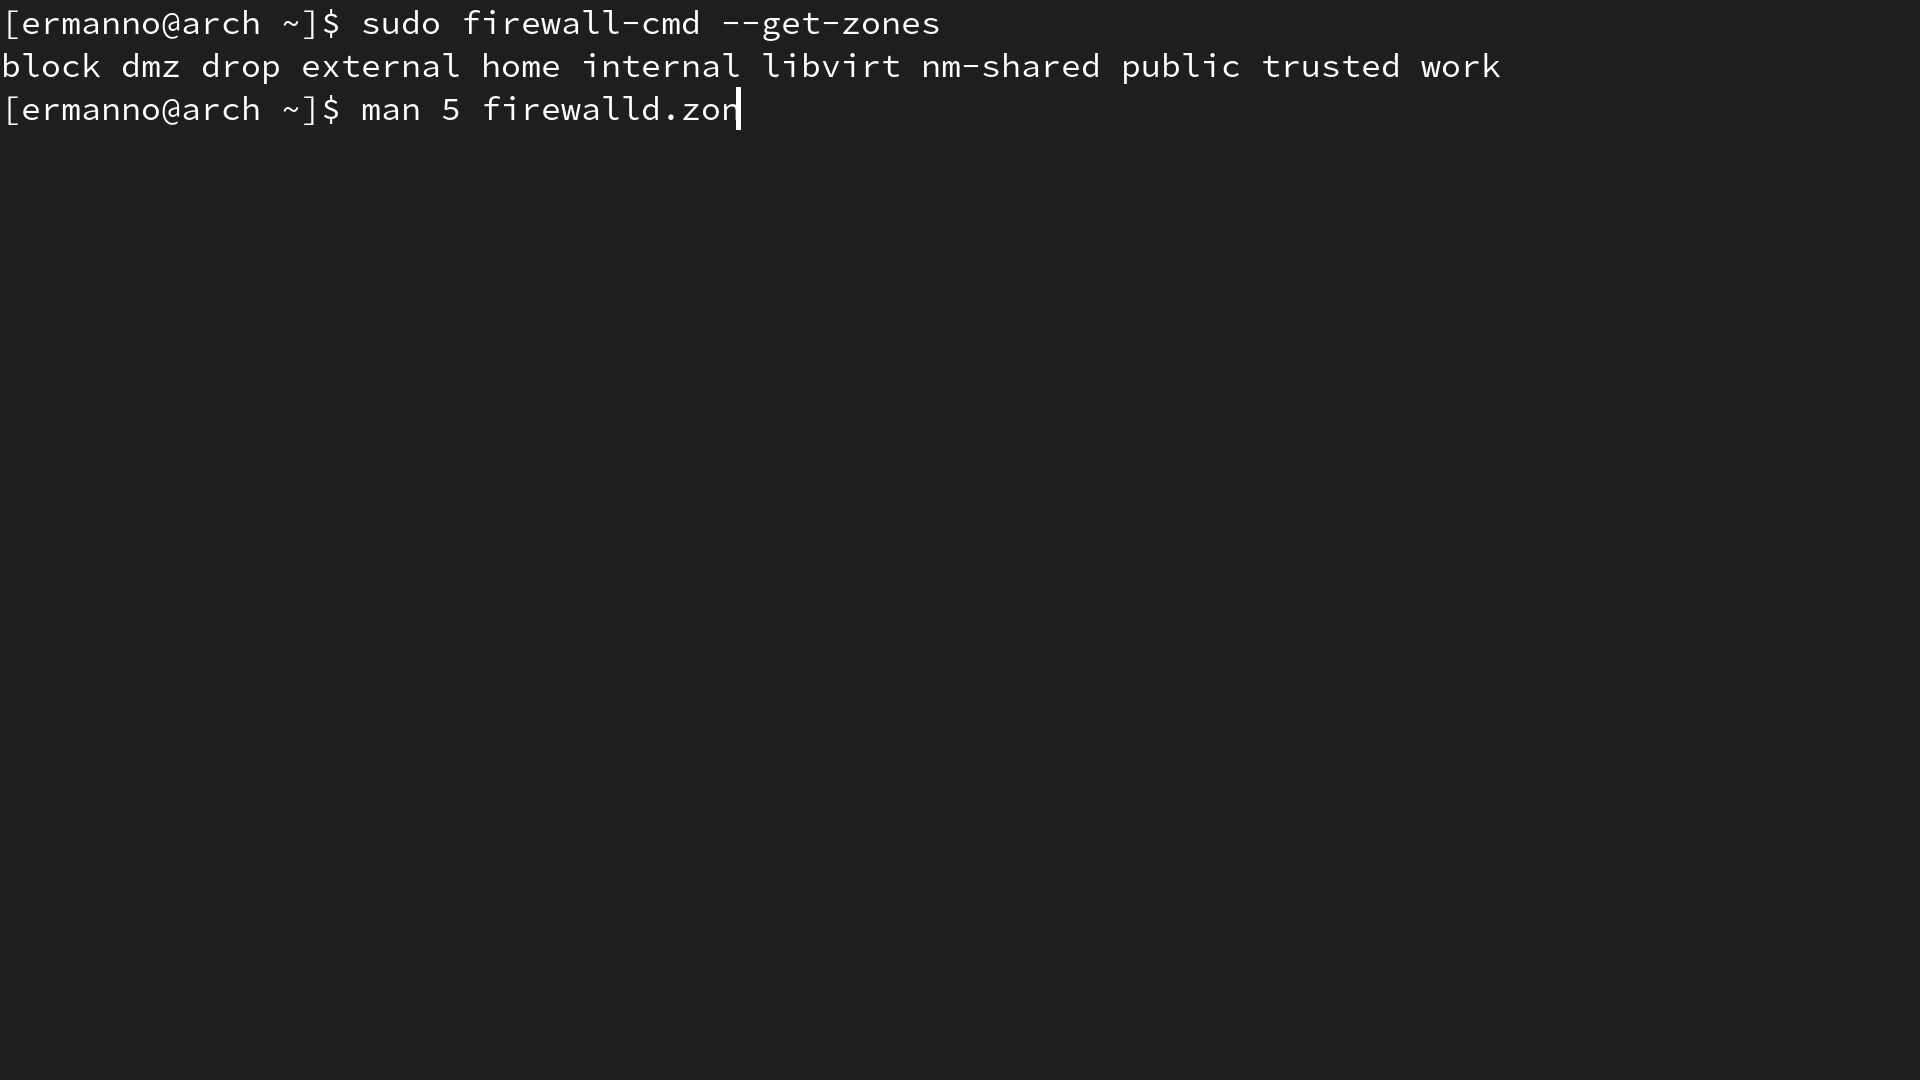 [ermanno@arch ~]$ sudo firewall-cmd --get-zones
block dmz drop external home internal libvirt nm-shared public trusted work
[ermanno@arch ~]$ man 5 firewalld.zon